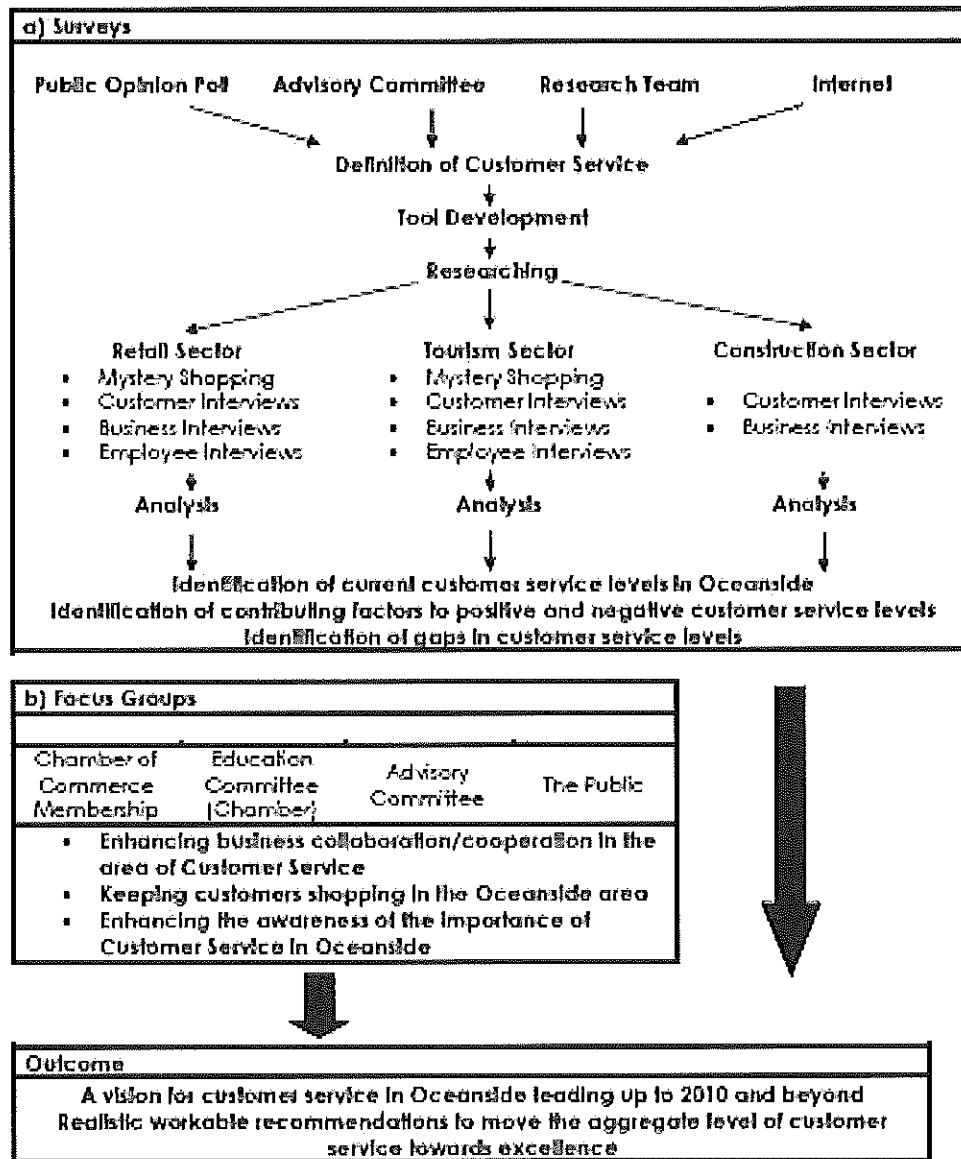 a) Surveys
Public Opinion Poll Advisory Committee Research Team Internet
Definition of Customer Service
Tool Development
Researching
Retail Sector Tourism Sector Construction Sector
▪ Mystery Shopping ▪ Mystery Shopping
▪ Customer Interviews ▪ Customer Interviews ▪ Customer Interviews
▪ Business Interviews ▪ Business Interviews ▪ Business Interviews
▪ Employee Interviews ▪ Employee Interviews
Analysis Analysis Analysis
Identification of current customer service levels in Oceanside
Identification of contributing factors to positive and negative customer service levels
Identification of gaps in customer service levels
b) Focus Groups
Chamber of
Commerce
Membership
Education
Committee
(Chamber)
Advisory
Committee
The Public
▪ Enhancing business collaboration/cooperation in the
area of Customer Service
▪ Keeping customers shopping in the Oceanside area
▪ Enhancing the awareness of the importance of
Customer Service in Oceanside
Outcome
A vision for customer service in Oceanside leading up to 2010 and beyond
Realistic workable recommendations to move the aggregate level of customer
service towards excellence